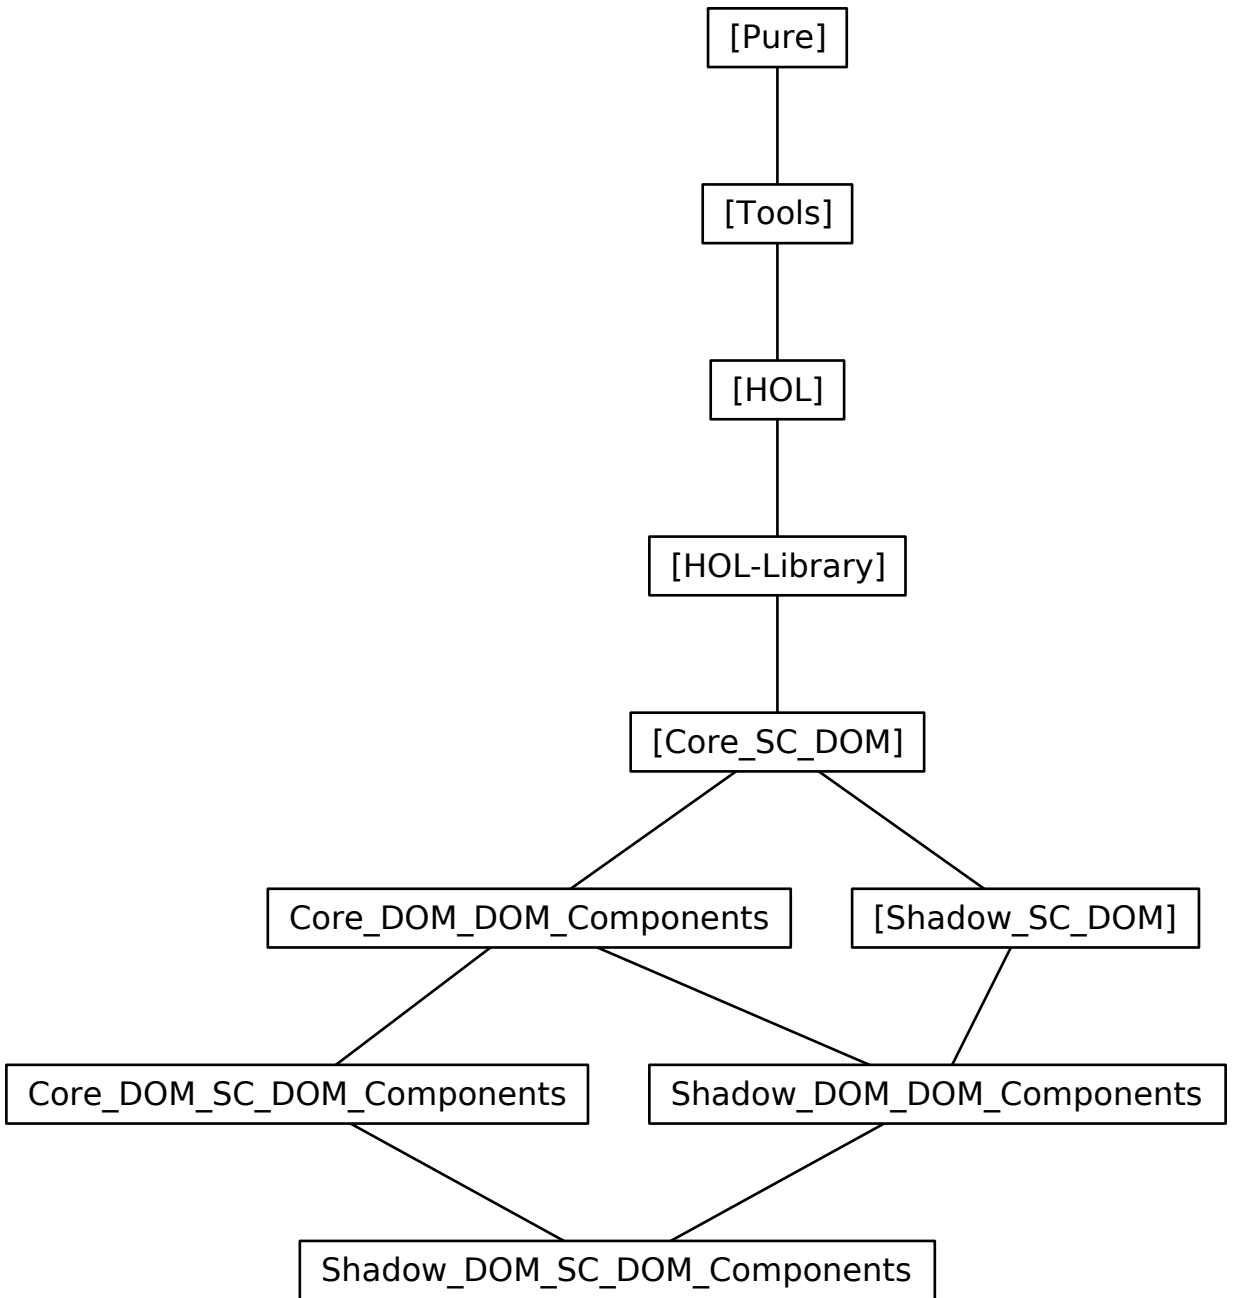 [Pure]
[Tools]
[HOL]
[HOL-Library]
[Core_SC_DOM]
Core_DOM_DOM_Components
[Shadow_SC_DOM]
Core_DOM_SC_DOM_Components
Shadow_DOM_DOM_Components
Shadow_DOM_SC_DOM_Components